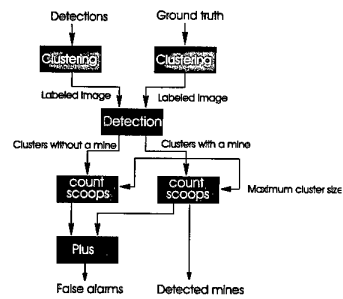 Detections
Ground truth
Clustering
Clustering
Labeled image
Labeled image
Detection
Clusters without a mine
Clusters with a mine
count
scoops
count
scoops
Maximum cluster size
Plus
False alarms
Detected mines